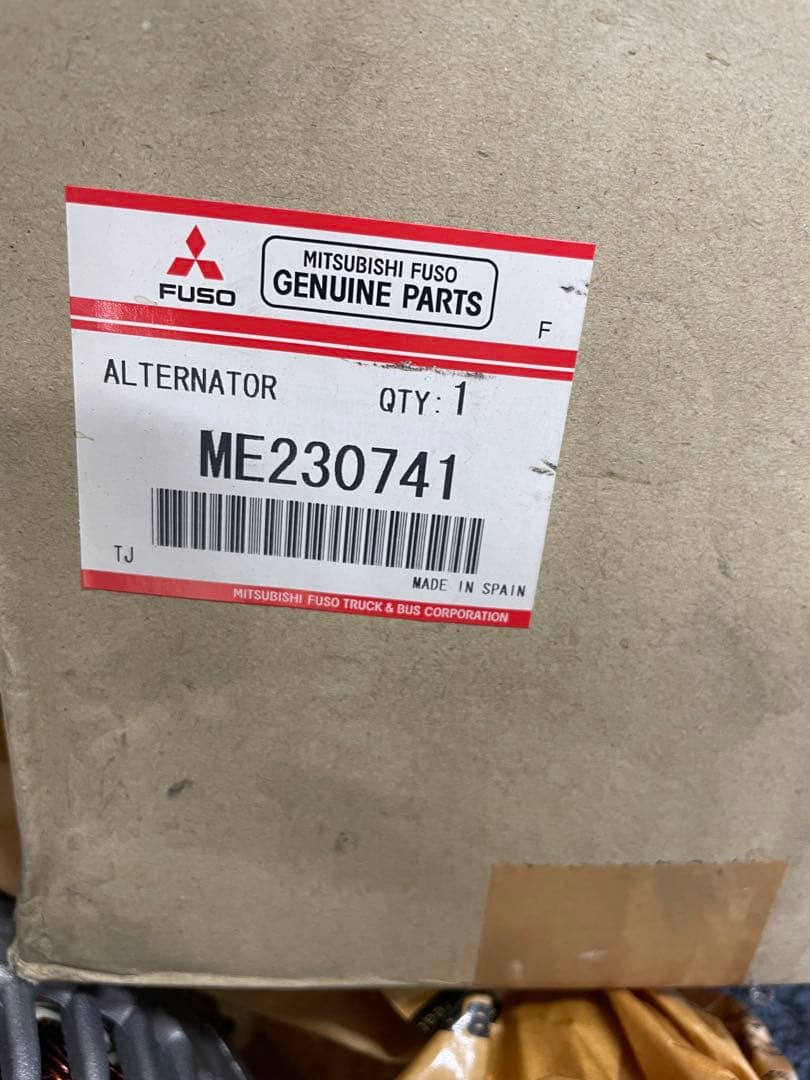 FUSO
MITSUBISHI FUSO
GENUINE PARTS
F
ALTERNATOR QTY: 1
ME230741
TJ
MADE IN SPAIN
MITSUBISHI FUSO TRUCK & BUS CORPORATION